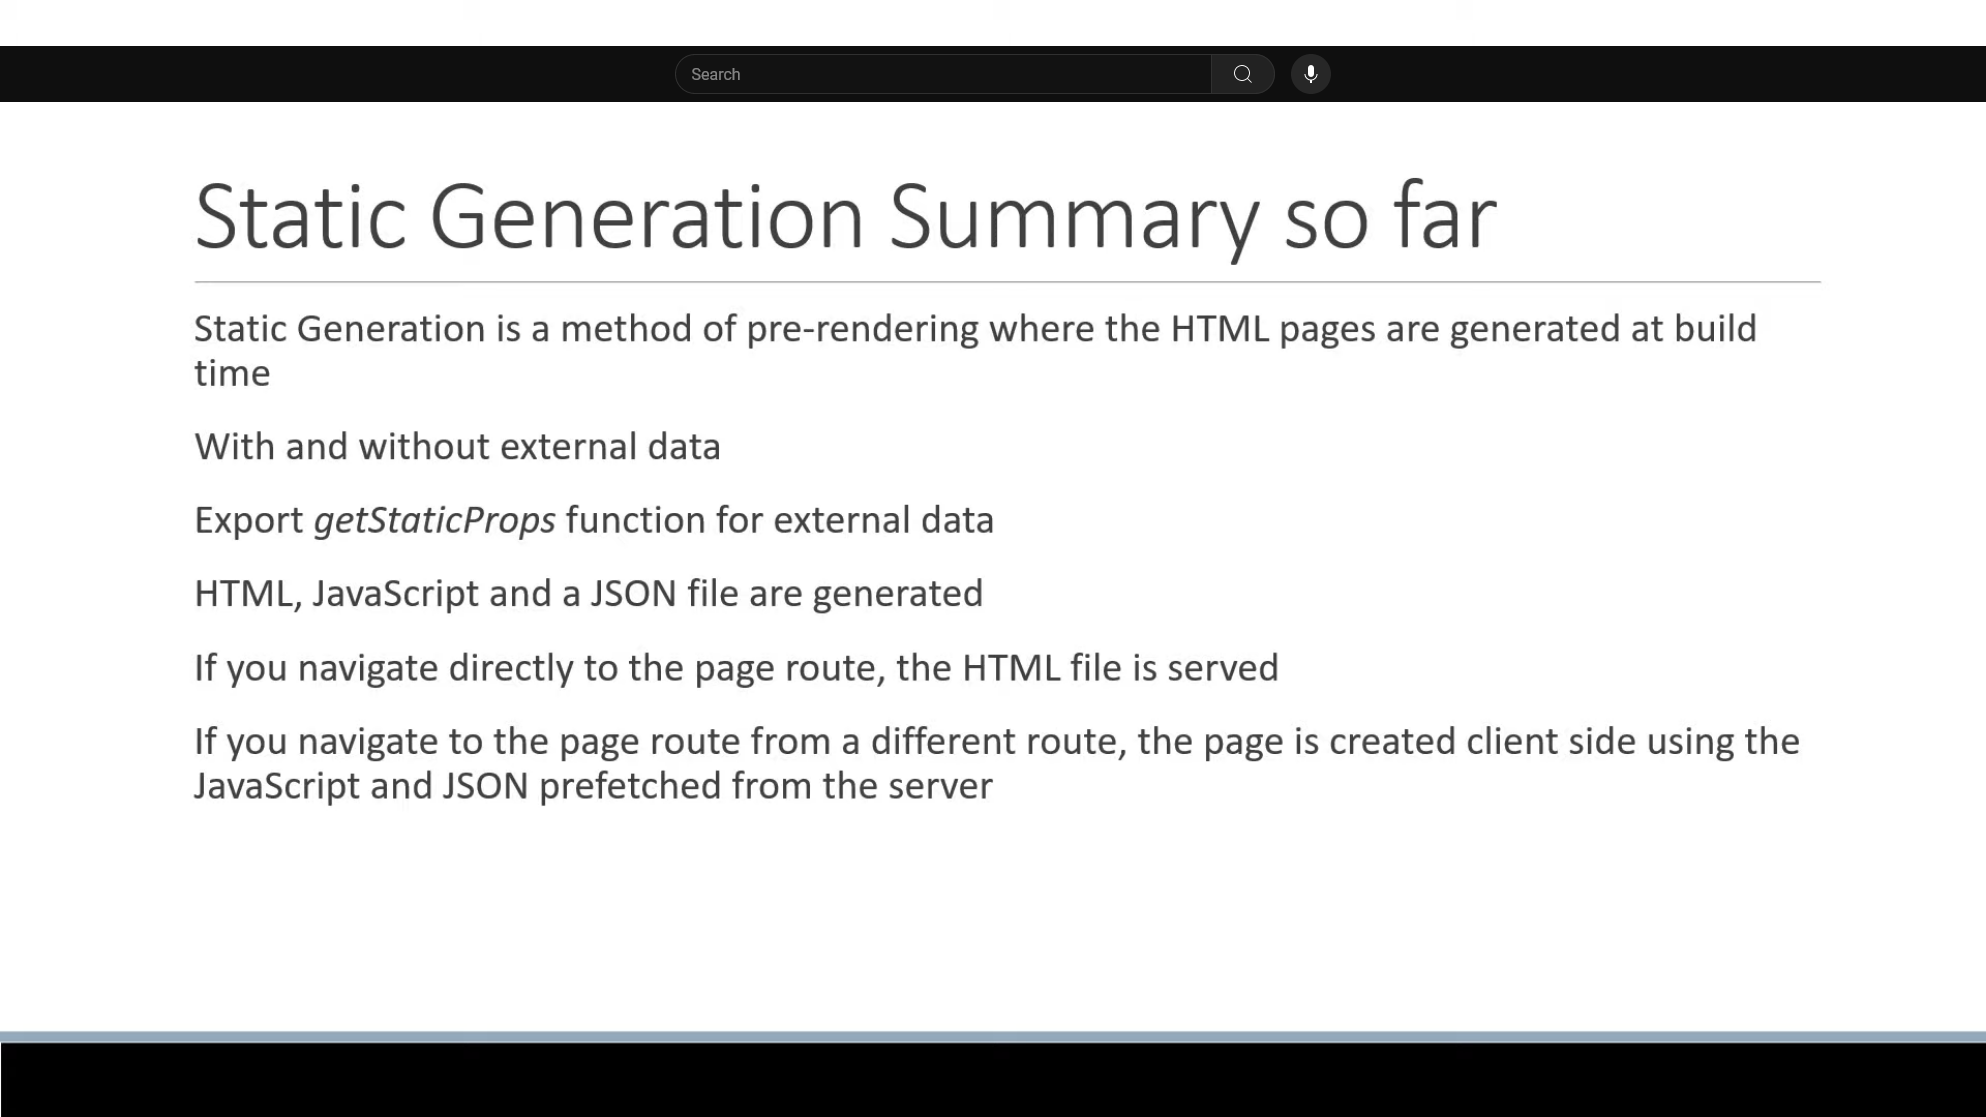 Search
Static Generation Summary so far
Static Generation is a method of pre-rendering where the HTML pages are generated at build
time
With and without external data
Export getStaticProps function for external data
HTML, JavaScript and a JSON file are generated
If you navigate directly to the page route, the HTML file is served
If you navigate to the page route from a different route, the page is created client side using the
JavaScript and JSON prefetched from the server